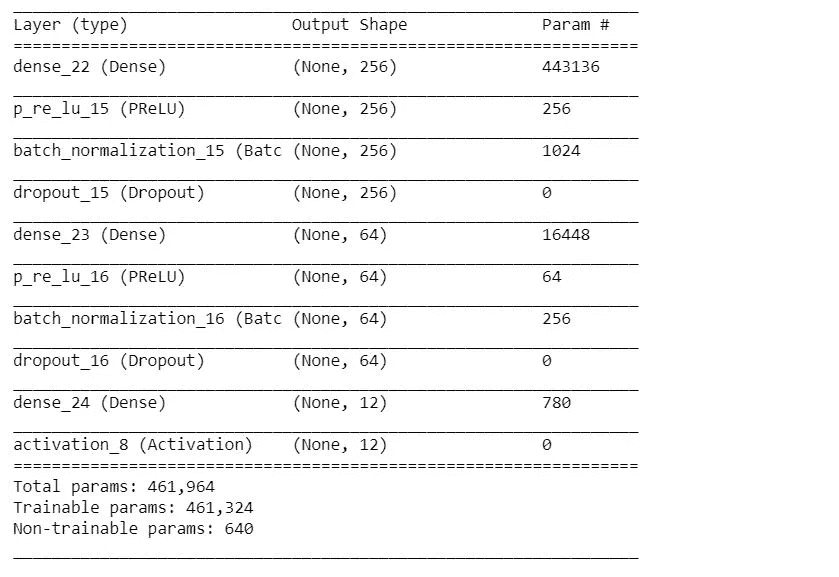 Layer (type) Output Shape Param #
=================================================================
dense_22 (Dense) (None, 256) 443136
p_re_lu_15 (PReLU) (None, 256) 256
batch_normalization_15 (Batc (None, 256) 1024
dropout_15 (Dropout) (None, 256) 0
dense_23 (Dense) (None, 64) 16448
p_re_lu_16 (PReLU) (None, 64) 64
batch_normalization_16 (Batc (None, 64) 256
dropout_16 (Dropout) (None, 64) 0
dense_24 (Dense) (None, 12) 780
activation_8 (Activation) (None, 12) 0
=================================================================
Total params: 461,964
Trainable params: 461,324
Non-trainable params: 640